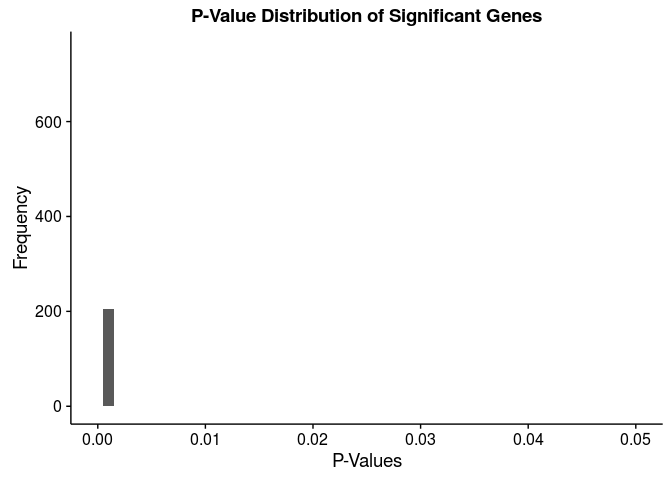 P-Value Distribution of Significant Genes
600
400
200
0
Frequency
0.00 0.01 0.02 0.03 0.04 0.05
P-Values